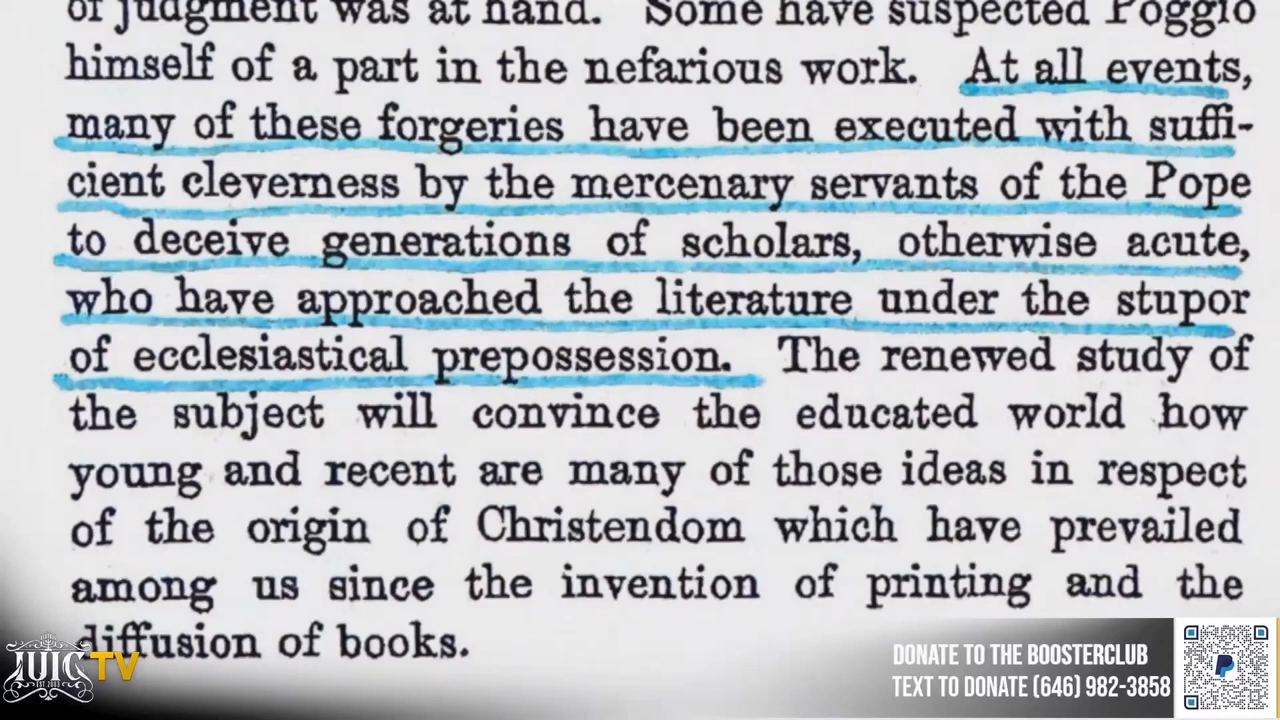 of judgment was at hand. Some have suspected Poggio
himself of a part in the nefarious work. At all events,
many of these forgeries have been executed with suffi-
cient cleverness by the mercenary servants of the Pope
to deceive generations of scholars, otherwise acute,
who have approached the literature under the stupor
of ecclesiastical prepossession. The renewed study of
the subject will convince the educated world how
young and recent are many of those ideas in respect
of the origin of Christendom which have prevailed
among us since the invention of printing and the
diffusion of books.
IUIC TV
EST 2003
DONATE TO THE BOOSTERCLUB
TEXT TO DONATE (646) 982-3858